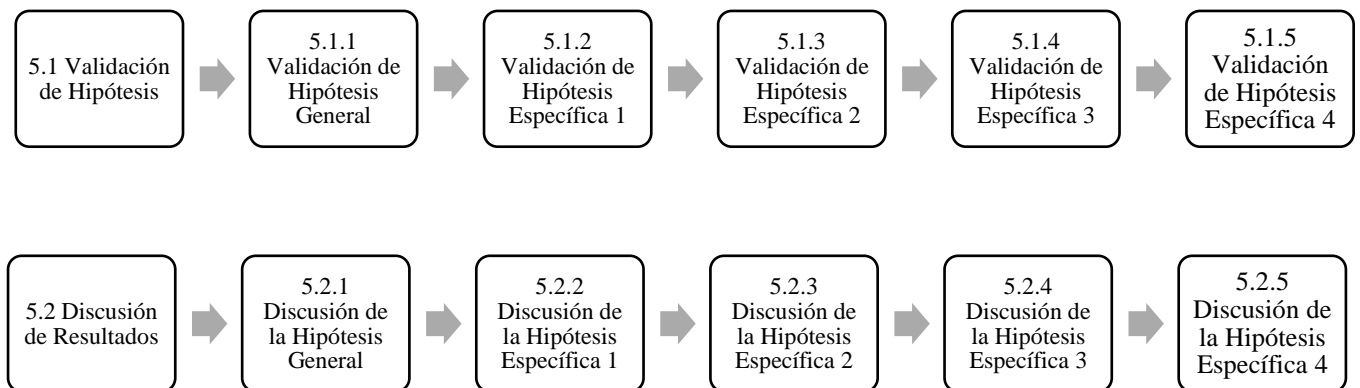 5.1 Validación
de Hipótesis
5.1.1
Validación de
Hipótesis
General
5.1.2
Validación de
Hipótesis
Específica 1
5.1.3
Validación de
Hipótesis
Específica 2
5.1.4
Validación de
Hipótesis
Específica 3
5.1.5
Validación
de Hipótesis
Específica 4
5.2 Discusión
de Resultados
5.2.1
Discusión de
la Hipótesis
General
5.2.2
Discusión de
la Hipótesis
Específica 1
5.2.3
Discusión de
la Hipótesis
Específica 2
5.2.4
Discusión de
la Hipótesis
Específica 3
5.2.5
Discusión de
la Hipótesis
Específica 4